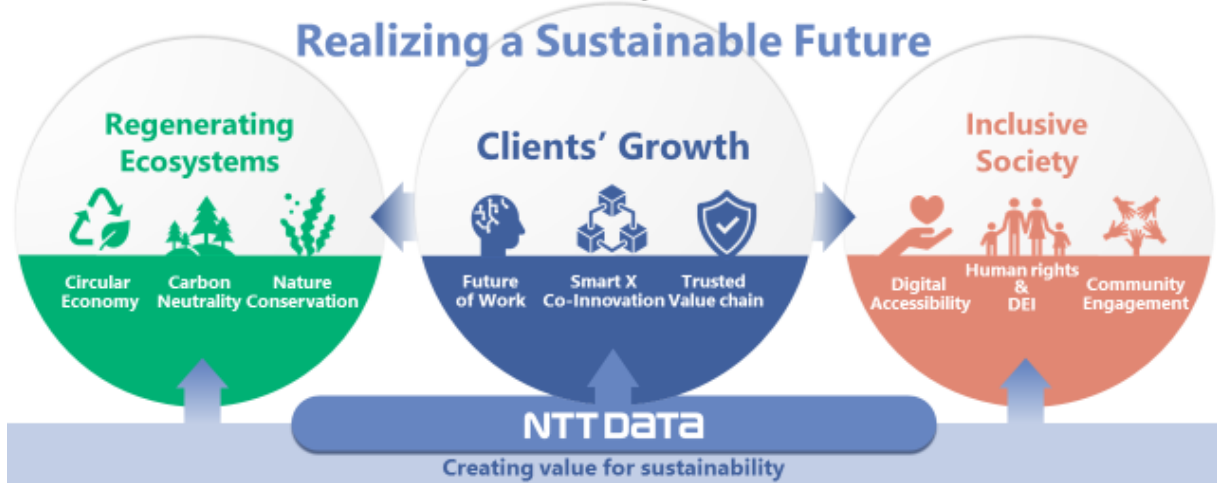 Realizing a Sustainable Future
Regenerating
Ecosystems
Circular
Economy
Carbon
Neutrality
Nature
Conservation
Clients’ Growth
Future
of Work
Smart X
Co-Innovation
Trusted
Value chain
Inclusive
Society
Digital
Accessibility
Human rights
&
DEI
Community
Engagement
NTT DATA
Creating value for sustainability